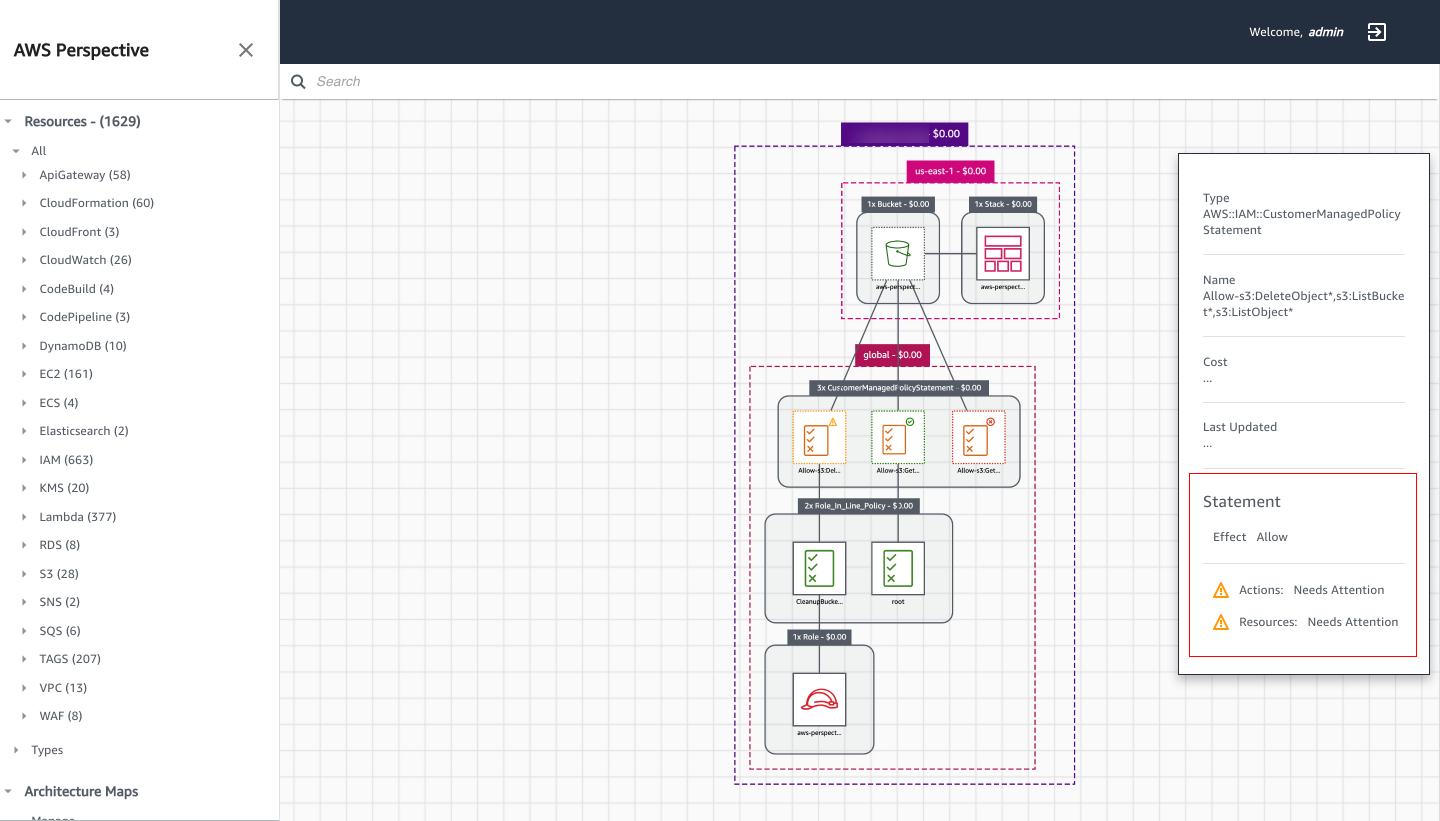 AWS Perspective
Welcome, admin
Search
Resources - (1629)
All
ApiGateway (58)
CloudFormation (60)
CloudFront (3)
CloudWatch (26)
CodeBuild (4)
CodePipeline (3)
DynamoDB (10)
EC2 (161)
ECS (4)
Elasticsearch (2)
IAM (663)
KMS (20)
Lambda (377)
RDS (8)
S3 (28)
SNS (2)
SQS (6)
TAGS (207)
VPC (13)
WAF (8)
Types
Architecture Maps
Manage
- $0.00
us-east-1 - $0.00
1x Bucket - $0.00
1x Stack - $0.00
aws-perspect...
aws-perspect...
global - $0.00
3x CustomerManagedPolicyStatement - $0.00
Allow-s3:Del...
Allow-s3:Get...
Allow-s3:Get...
2x Role_In_Line_Policy - $0.00
CleanupBucke...
root
1x Role - $0.00
aws-perspect...
Type
AWS::IAM::CustomerManagedPolicy
Statement
Name
Allow-s3:DeleteObject*,s3:ListBucke
t*,s3:ListObject*
Cost
...
Last Updated
...
Statement
Effect Allow
Actions: Needs Attention
Resources: Needs Attention